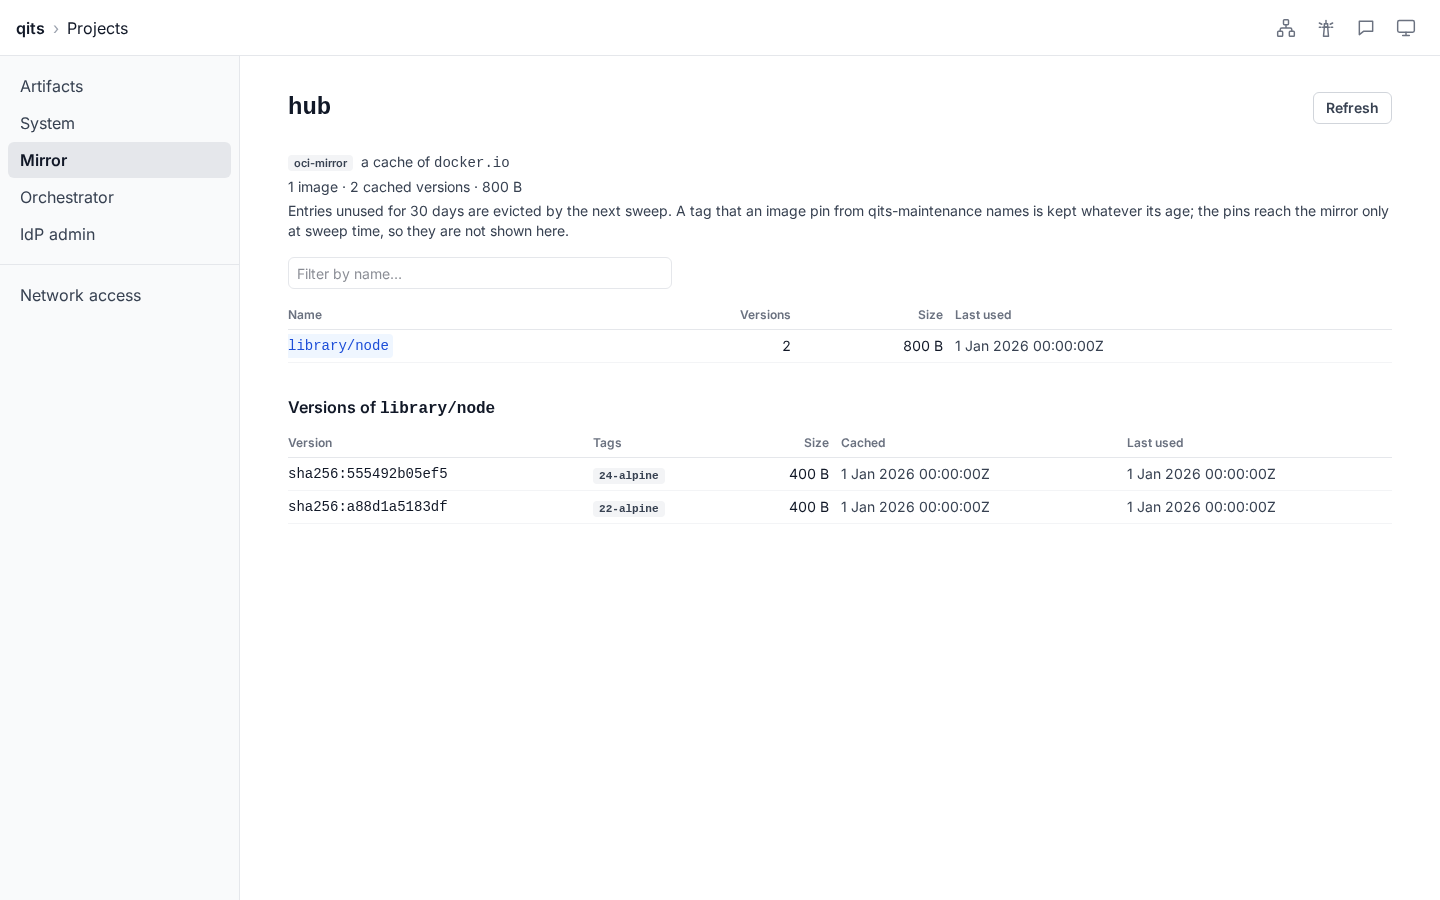 qits › Projects
Artifacts
System
Mirror
Orchestrator
IdP admin
Network access
hub
Refresh
oci-mirror a cache of docker.io
1 image · 2 cached versions · 800 B
Entries unused for 30 days are evicted by the next sweep. A tag that an image pin from qits-maintenance names is kept whatever its age; the pins reach the mirror only
at sweep time, so they are not shown here.
Filter by name...
Name Versions Size Last used
library/node 2 800 B 1 Jan 2026 00:00:00Z
Versions of library/node
Version Tags Size Cached Last used
sha256:555492b05ef5 24-alpine 400 B 1 Jan 2026 00:00:00Z 1 Jan 2026 00:00:00Z
sha256:a88d1a5183df 22-alpine 400 B 1 Jan 2026 00:00:00Z 1 Jan 2026 00:00:00Z